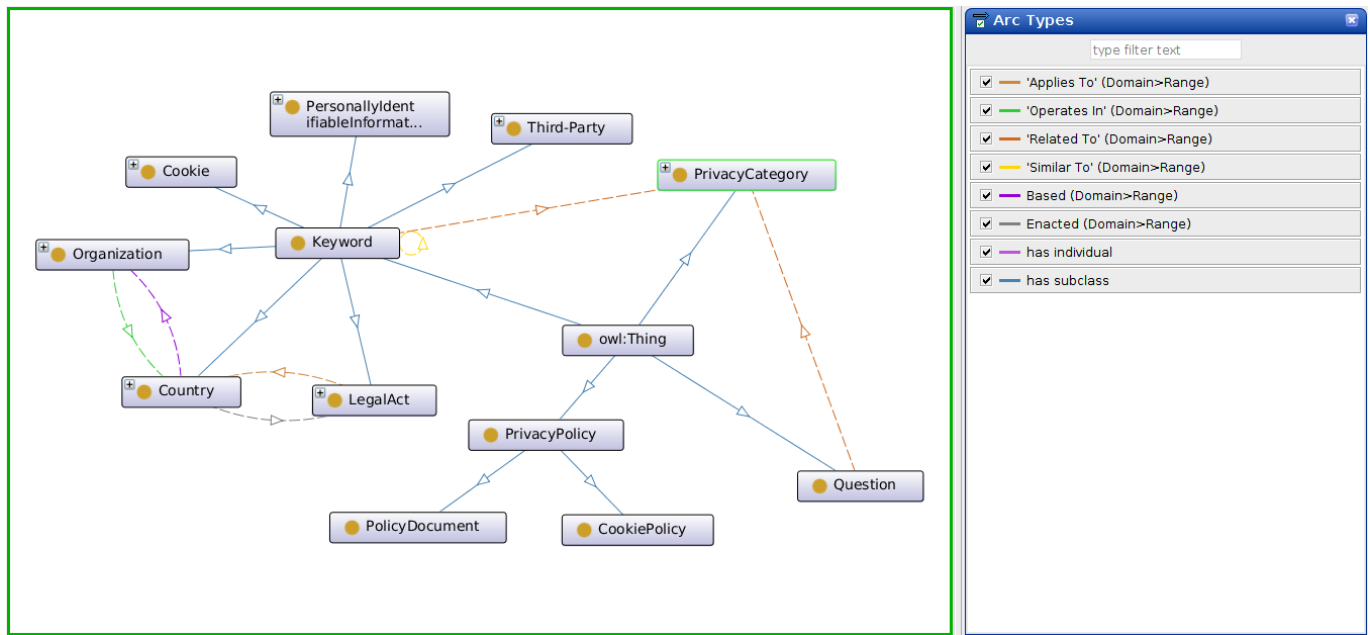 Arc Types
type filter text
'Applies To' (Domain>Range)
'Operates In' (Domain>Range)
'Related To' (Domain>Range)
'Similar To' (Domain>Range)
Based (Domain>Range)
Enacted (Domain>Range)
has individual
has subclass
PersonallyIdent
ifiableInformat...
Third-Party
Cookie
PrivacyCategory
Keyword
Organization
owl:Thing
Country
LegalAct
PrivacyPolicy
Question
PolicyDocument
CookiePolicy